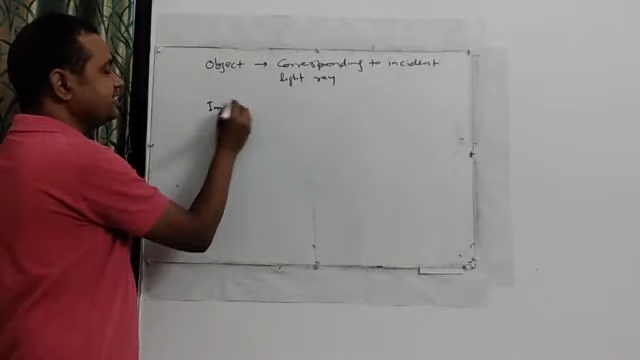 Object → Corresponding to incident
light ray
Im